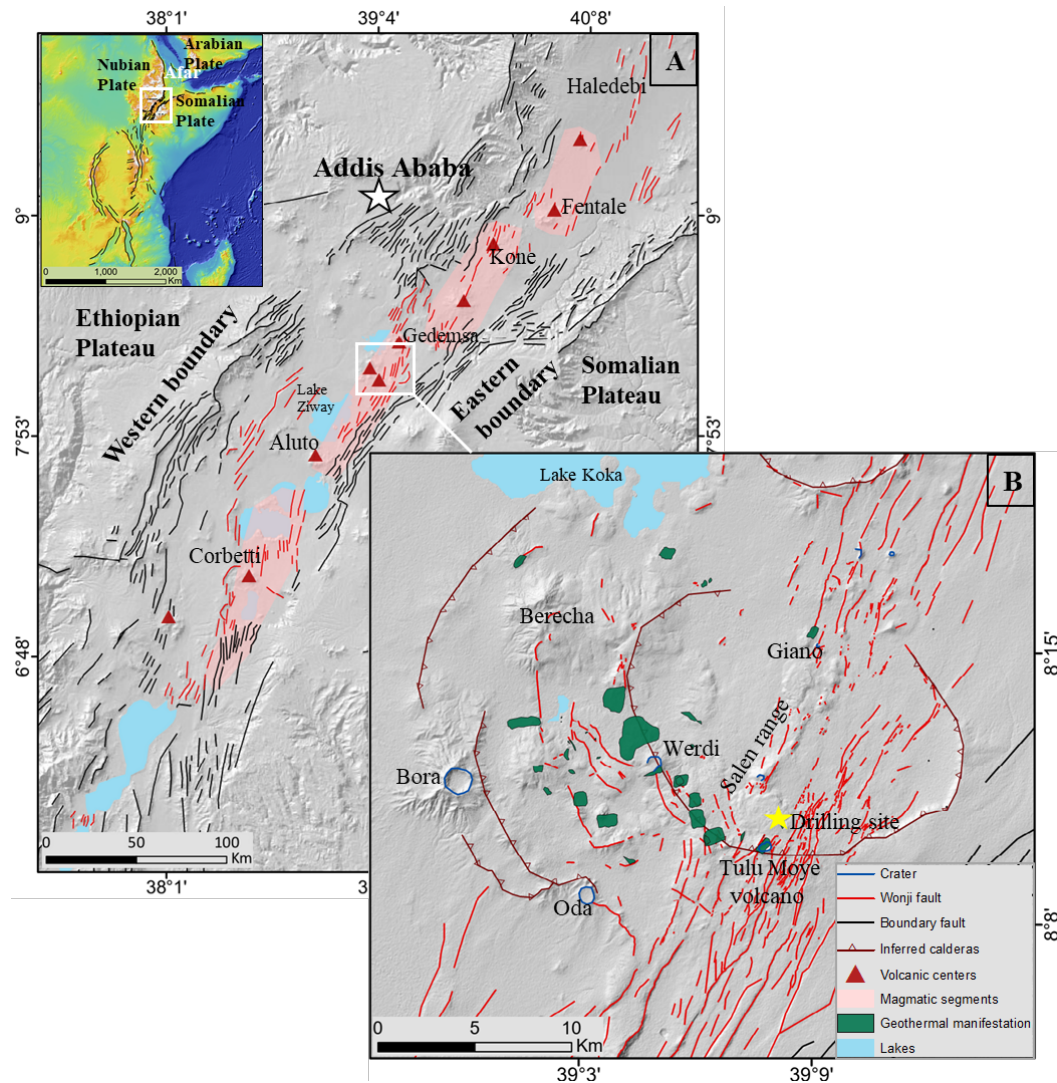 38°1'
39°4'
40°8'
A
Arabian
Plate
Nubian
Plate
Afar
Somalian
Plate
0
1,000
2,000
Km
Haledebi
Addis Ababa
9°
9°
Fentale
Kone
Ethiopian
Plateau
Western boundary
Gedemsa
Eastern
boundary
Somalian
Plateau
Lake
Ziway
7°53'
7°53'
Aluto
Corbetti
6°48'
0
50
100
Km
38°1'
3
B
Lake Koka
Berecha
Giano
8°15'
Werdi
Salen range
Bora
Drilling site
Tulu Moye
volcano
Oda
8°8'
Crater
Wonji fault
Boundary fault
Inferred calderas
Volcanic centers
Magmatic segments
Geothermal manifestation
Lakes
0
5
10
Km
39°3'
39°9'